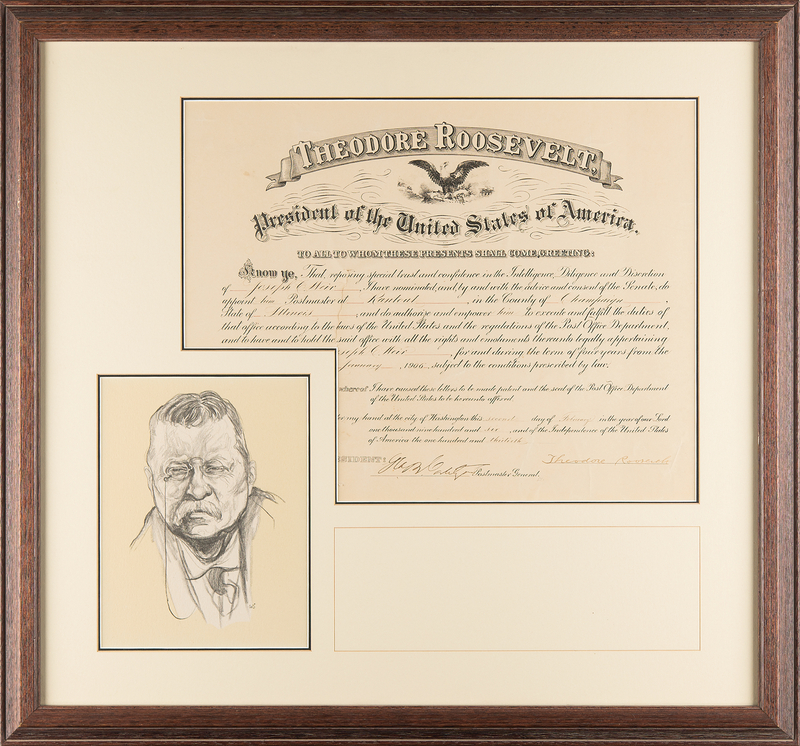 THEODORE ROOSEVELT,
President of the United States of America.
TO ALL TO WHOM THESE PRESENTS SHALL COME, GREETING:
Know ye, That, reposing special trust and confidence in the Intelligence, Diligence and Discretion
of Joseph C. Weir, I have nominated, and, by and with the advice and consent of the Senate, do
appoint him Postmaster at Rantoul, in the County of Champaign,
State of Illinois, and do authorize and empower him to execute and fulfill the duties of
that office according to the laws of the United States and the regulations of the Post Office Department,
and to have and to hold the said office with all the rights and emoluments thereunto legally appertaining
seph C. Weir, for and during the term of four years from the
January, 1906, subject to the conditions prescribed by law.
whereof I have caused these letters to be made patent and the seal of the Post Office Department
of the United States to be hereunto affixed.
my hand at the city of Washington this second day of February in the year of our Lord
one thousand nine hundred and six, and of the Independence of the United States
of America the one hundred and thirtieth.
SIDENT: Theodore Roosevelt
Postmaster General.